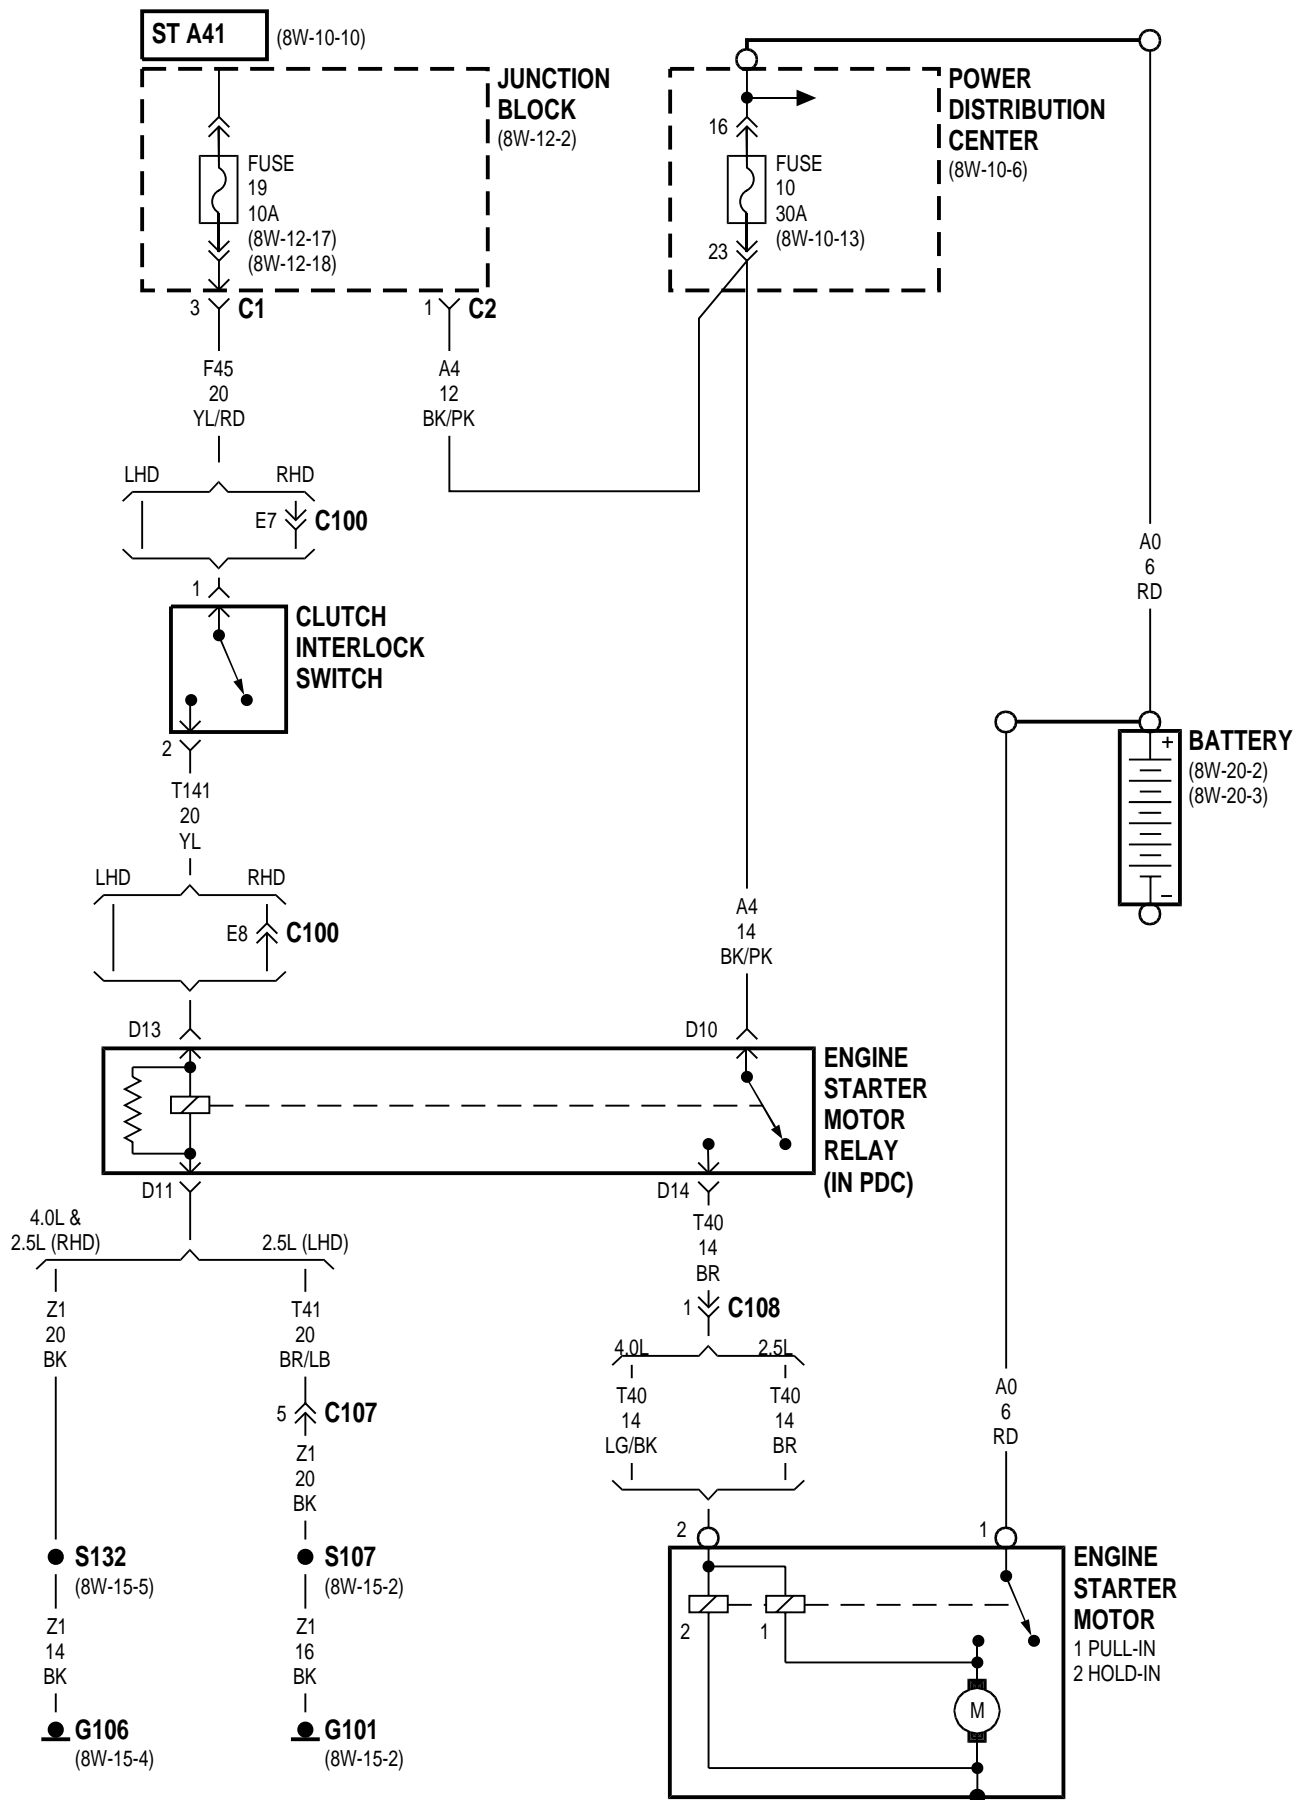 ST A41
(8W-10-10)
JUNCTION
BLOCK
(8W-12-2)
FUSE
19
10A
(8W-12-17)
(8W-12-18)
3
C1
1
C2
POWER
DISTRIBUTION
CENTER
(8W-10-6)
16
FUSE
10
30A
(8W-10-13)
23
F45
20
YL/RD
A4
12
BK/PK
LHD
RHD
E7
C100
1
CLUTCH
INTERLOCK
SWITCH
2
T141
20
YL
LHD
RHD
E8
C100
A0
6
RD
+
BATTERY
(8W-20-2)
(8W-20-3)
–
A4
14
BK/PK
D13
D10
ENGINE
STARTER
MOTOR
RELAY
(IN PDC)
D11
D14
4.0L &
2.5L (RHD)
2.5L (LHD)
Z1
20
BK
T41
20
BR/LB
5
C107
Z1
20
BK
S132
(8W-15-5)
S107
(8W-15-2)
Z1
14
BK
Z1
16
BK
G106
(8W-15-4)
G101
(8W-15-2)
T40
14
BR
1
C108
4.0L
2.5L
T40
14
LG/BK
T40
14
BR
A0
6
RD
2
1
ENGINE
STARTER
MOTOR
1 PULL-IN
2 HOLD-IN
2
1
M